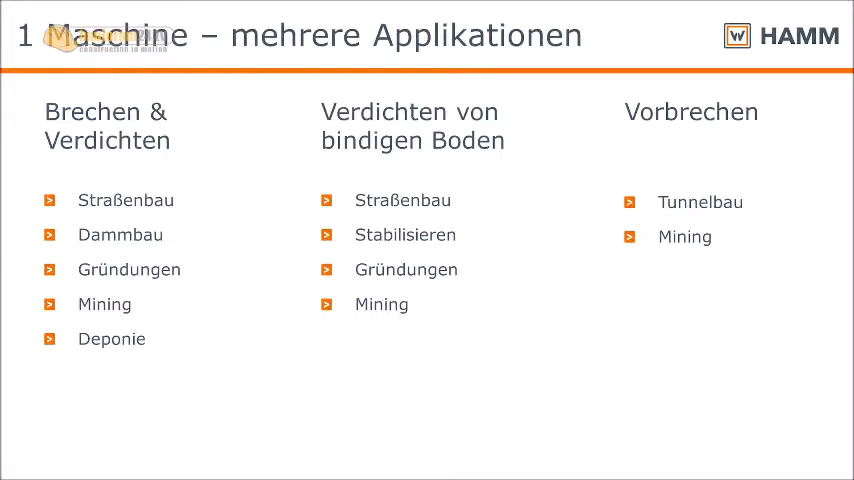 1 Maschine – mehrere Applikationen
HAMM
Brechen &
Verdichten
Straßenbau
Dammbau
Gründungen
Mining
Deponie
Verdichten von
bindigen Boden
Straßenbau
Stabilisieren
Gründungen
Mining
Vorbrechen
Tunnelbau
Mining